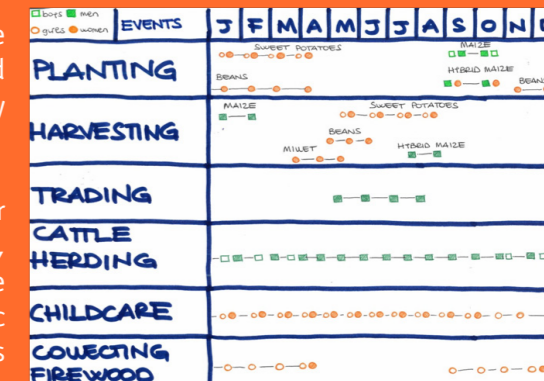 boys men
girls women
EVENTS J F M A M J J A S O N
SWEET POTATOES MAIZE
PLANTING
HYBRID MAIZE
BEANS BEANS
MAIZE SWEET POTATOES
HARVESTING
BEANS
MILLET HYBRID MAIZE
TRADING
CATTLE
HERDING
CHILDCARE
COLLECTING
FIREWOOD